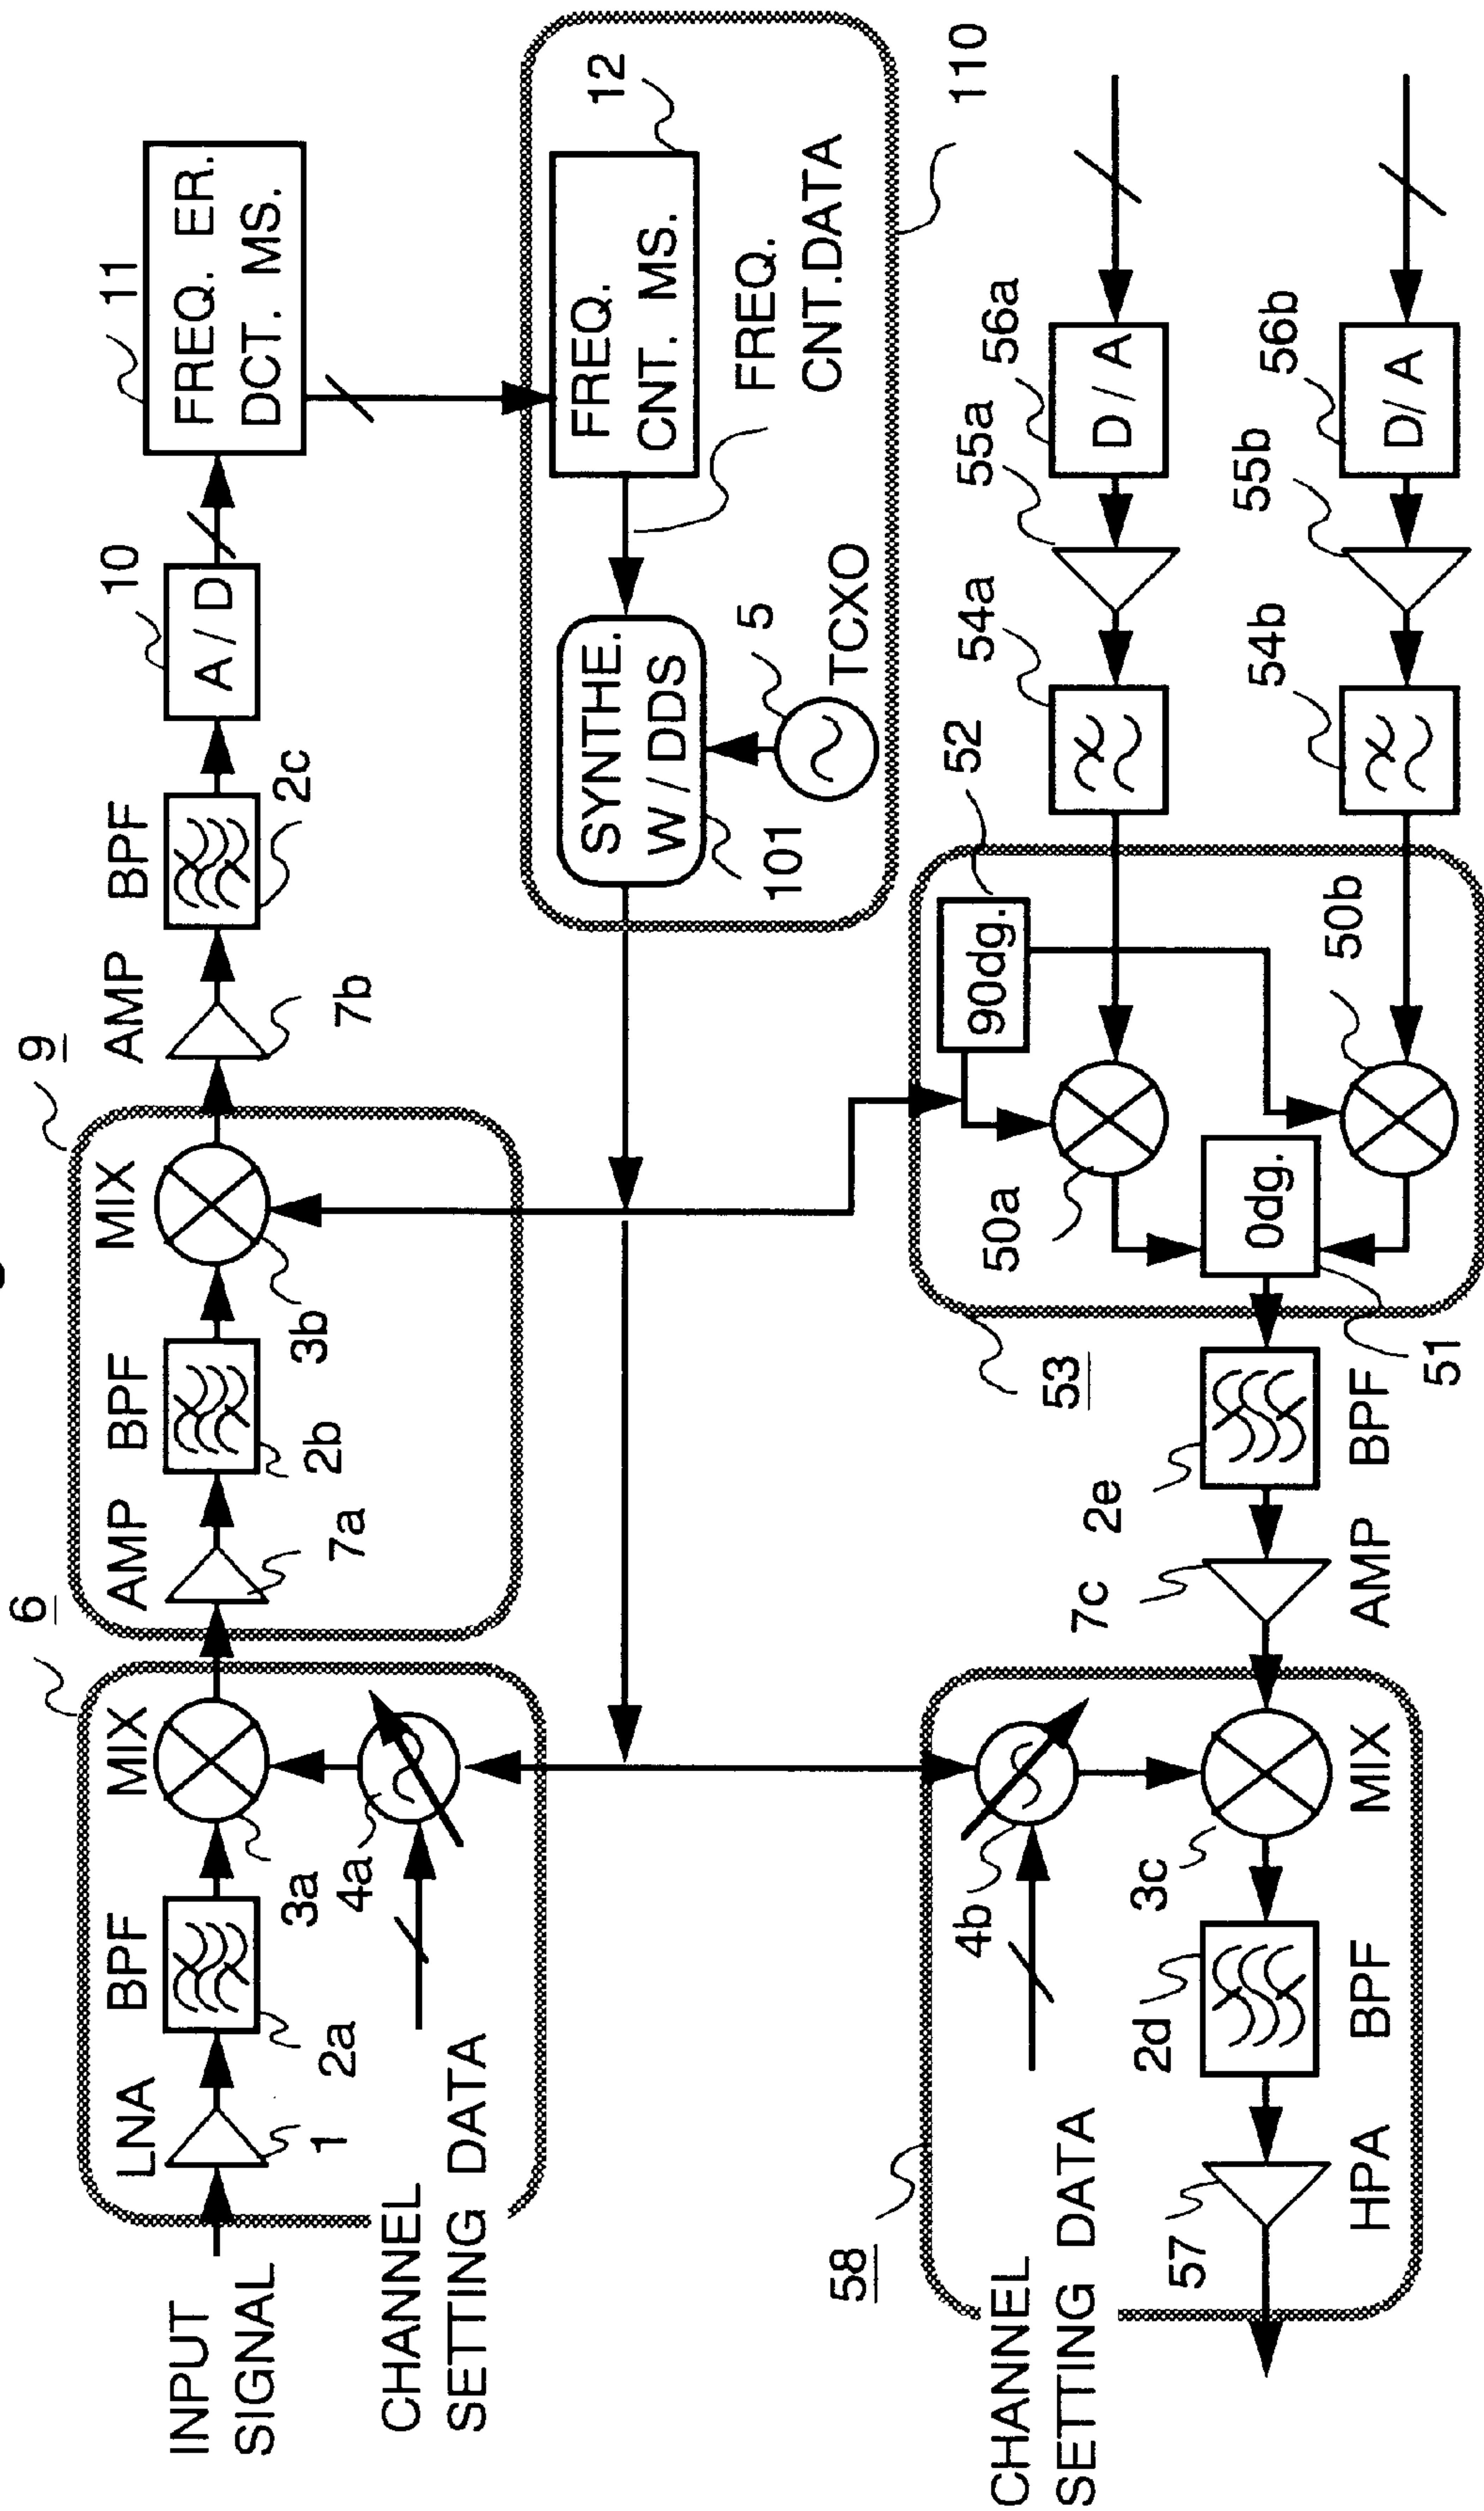 INPUT
SIGNAL
LNA
1
BPF
2a
MIX
3a
4a
CHANNEL
SETTING DATA
6
AMP
7a
BPF
2b
MIX
3b
9
AMP
7b
BPF
2c
A/D
10
FREQ. ER.
DCT. MS.
11
FREQ.
CNT. MS.
12
FREQ.
CNT.DATA
SYNTHE.
W/DDS
101
5
TCXO
110
D/A
56a
55a
54a
D/A
56b
55b
54b
90dg.
52
50a
50b
0dg.
51
53
BPF
2e
AMP
7c
MIX
3c
4b
CHANNEL
SETTING DATA
BPF
2d
HPA
57
58